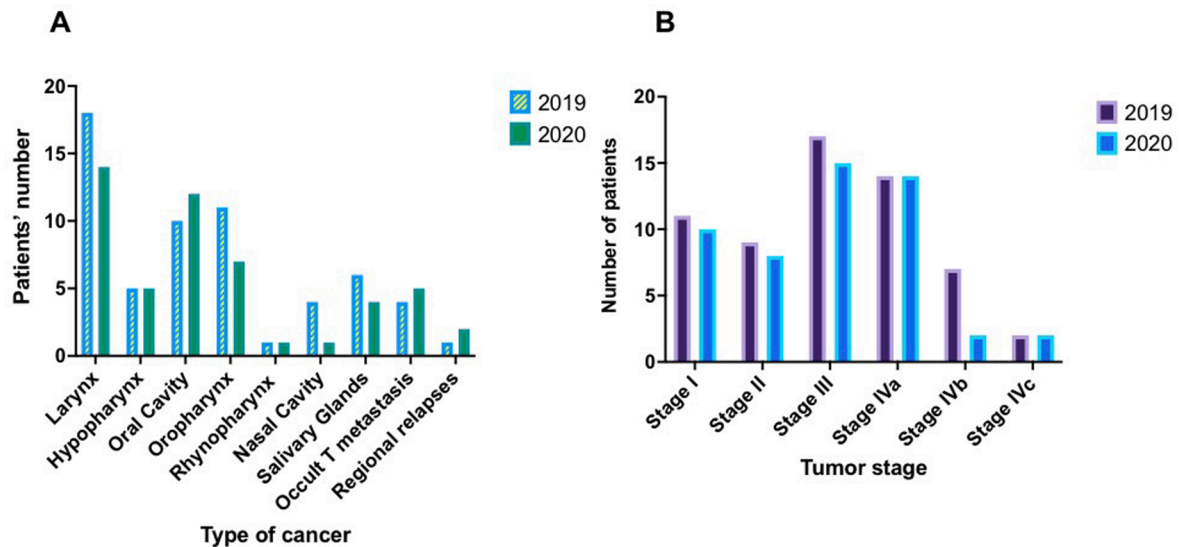 A
Patients' number
20
15
10
5
0
2019
2020
Larynx
Hypopharynx
Oral Cavity
Oropharynx
Rhynopharynx
Nasal Cavity
Salivary Glands
Occult T metastasis
Regional relapses
Type of cancer
B
Number of patients
20
15
10
5
0
2019
2020
Stage I
Stage II
Stage III
Stage IVa
Stage IVb
Stage IVc
Tumor stage